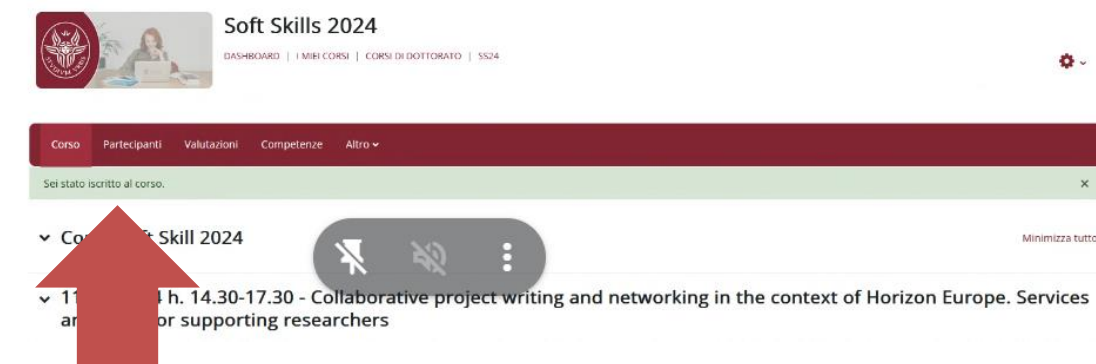 Soft Skills 2024
DASHBOARD | I MIEI CORSI | CORSI DI DOTTORATO | SS24
Corso Partecipanti Valutazioni Competenze Altro
Sei stato iscritto al corso.
Skill 2024
Minimizza tutto
h. 14.30-17.30 - Collaborative project writing and networking in the context of Horizon Europe. Services
or supporting researchers